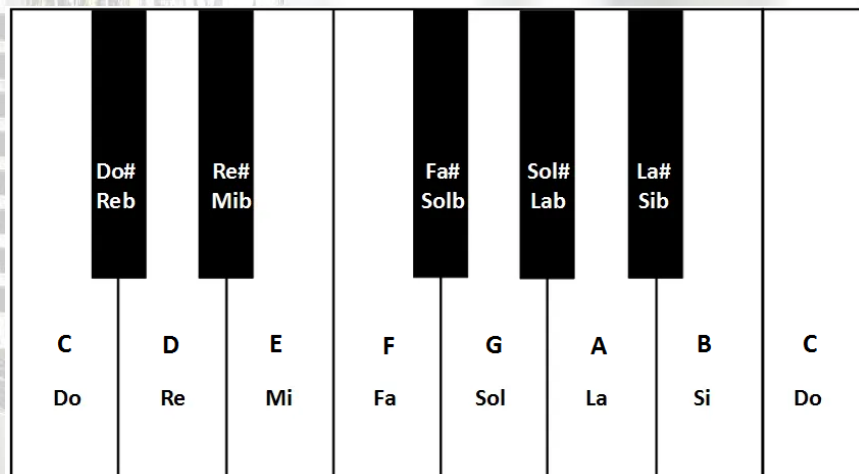 Do# Re# Fa# Sol# La#
Reb Mib Solb Lab Sib
C D E F G A B C
Do Re Mi Fa Sol La Si Do